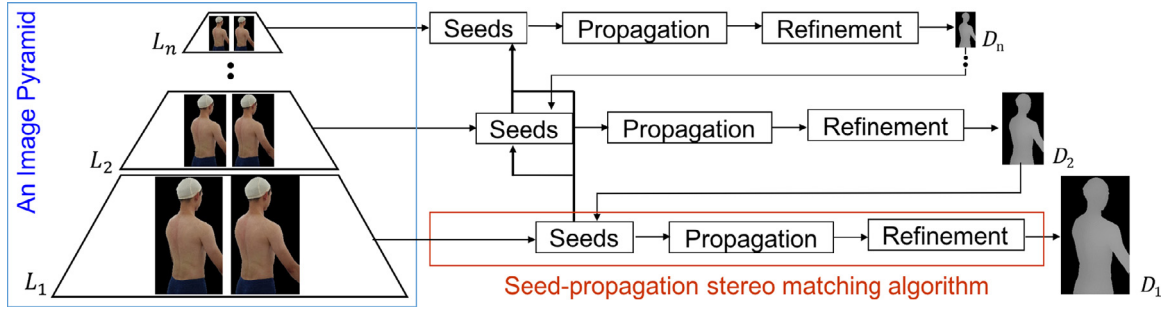 An Image Pyramid
Lₙ
Seeds
Propagation
Refinement
Dₙ
L₂
Seeds
Propagation
Refinement
D₂
L₁
Seeds
Propagation
Refinement
D₁
Seed-propagation stereo matching algorithm